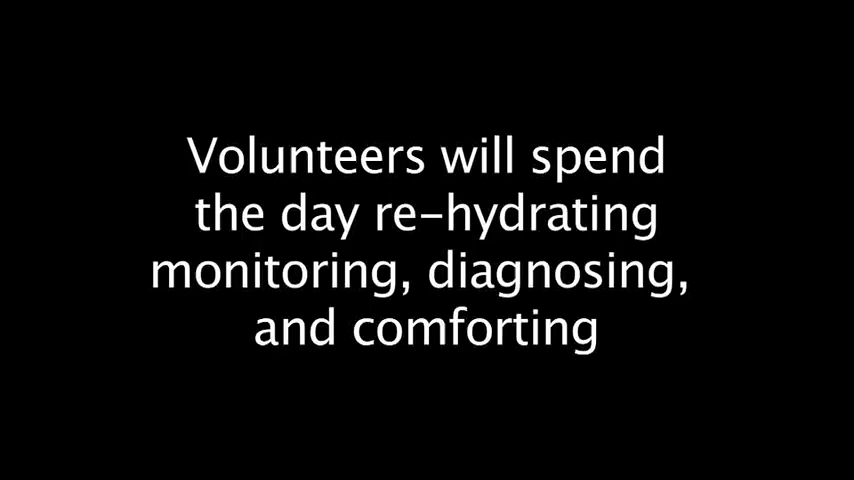 Volunteers will spend
the day re-hydrating
monitoring, diagnosing,
and comforting